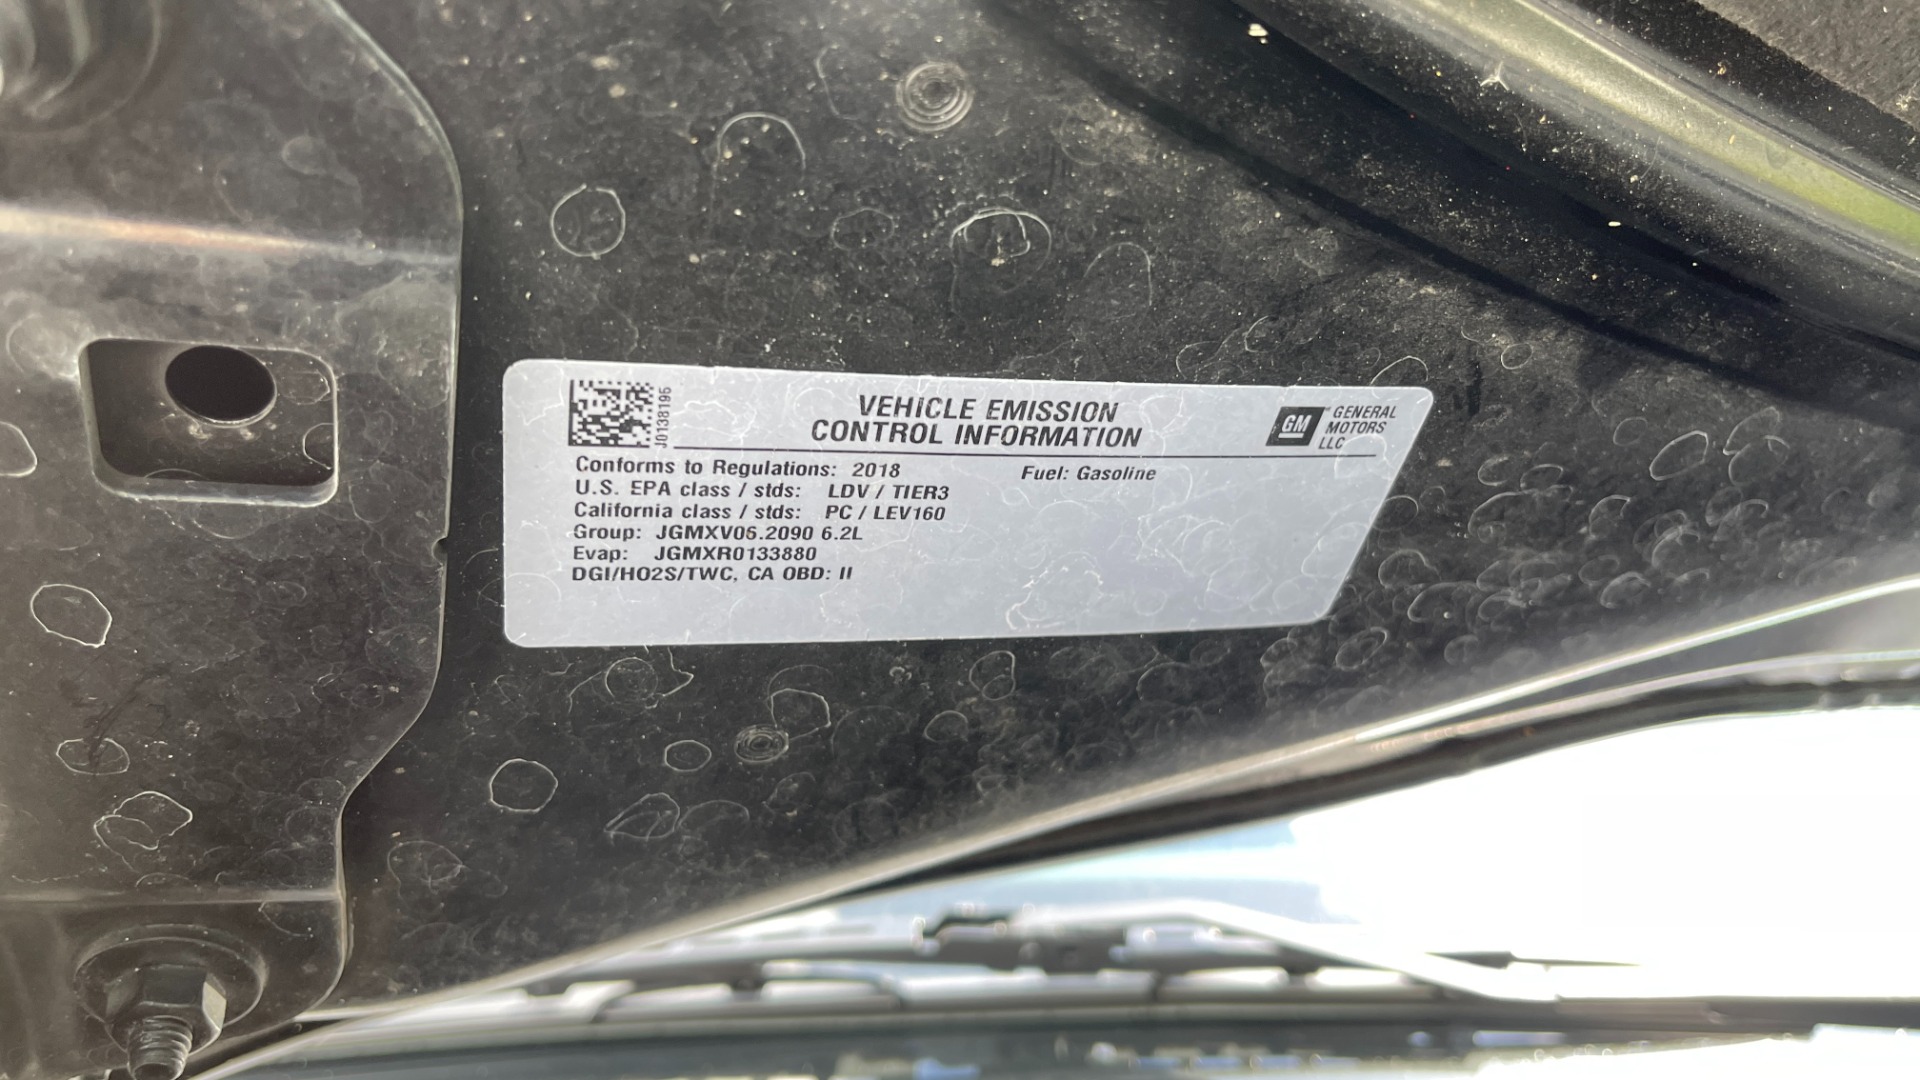 J0138196
VEHICLE EMISSION
CONTROL INFORMATION
GM
GENERAL
MOTORS
LLC
Conforms to Regulations: 2018
Fuel: Gasoline
U.S. EPA class / stds: LDV / TIER3
California class / stds: PC / LEV160
Group: JGMXV06.2090 6.2L
Evap: JGMXR0133880
DGI/HO2S/TWC, CA OBD: II